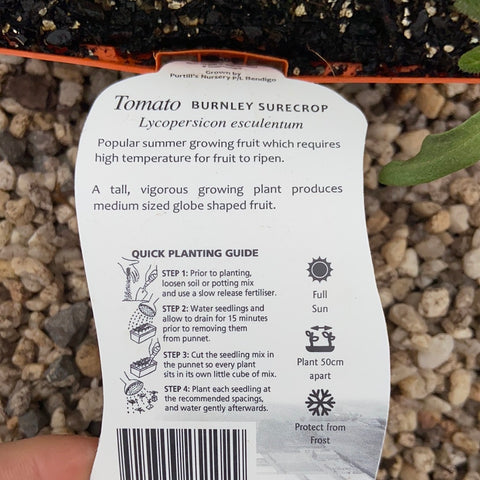 Grown by
Purtill's Nursery P/L Bendigo
Tomato BURNLEY SURECROP
Lycopersicon esculentum
Popular summer growing fruit which requires
high temperature for fruit to ripen.
A tall, vigorous growing plant produces
medium sized globe shaped fruit.
QUICK PLANTING GUIDE
STEP 1: Prior to planting,
loosen soil or potting mix
and use a slow release fertiliser.
STEP 2: Water seedlings and
allow to drain for 15 minutes
prior to removing them
from punnet.
STEP 3: Cut the seedling mix in
the punnet so every plant
sits in its own little cube of mix.
STEP 4: Plant each seedling at
the recommended spacings,
and water gently afterwards.
Full
Sun
Plant 50cm
apart
Protect from
Frost